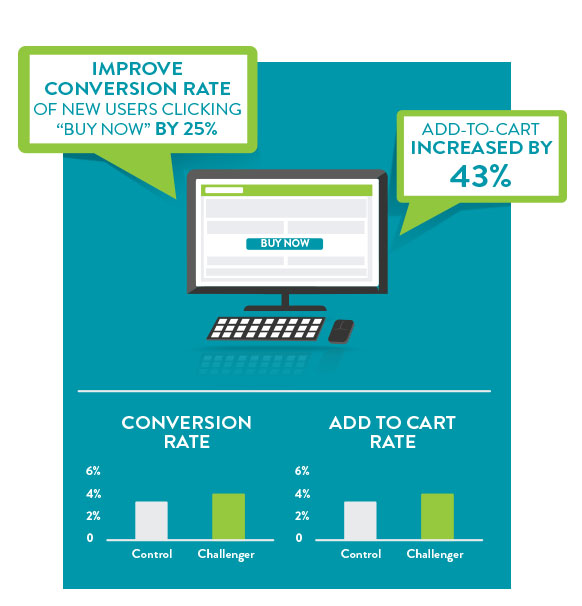 IMPROVE
CONVERSION RATE
OF NEW USERS CLICKING
“BUY NOW” BY 25%
ADD-TO-CART
INCREASED BY
43%
BUY NOW
CONVERSION
RATE
6%
4%
2%
0
Control Challenger
ADD TO CART
RATE
6%
4%
2%
0
Control Challenger